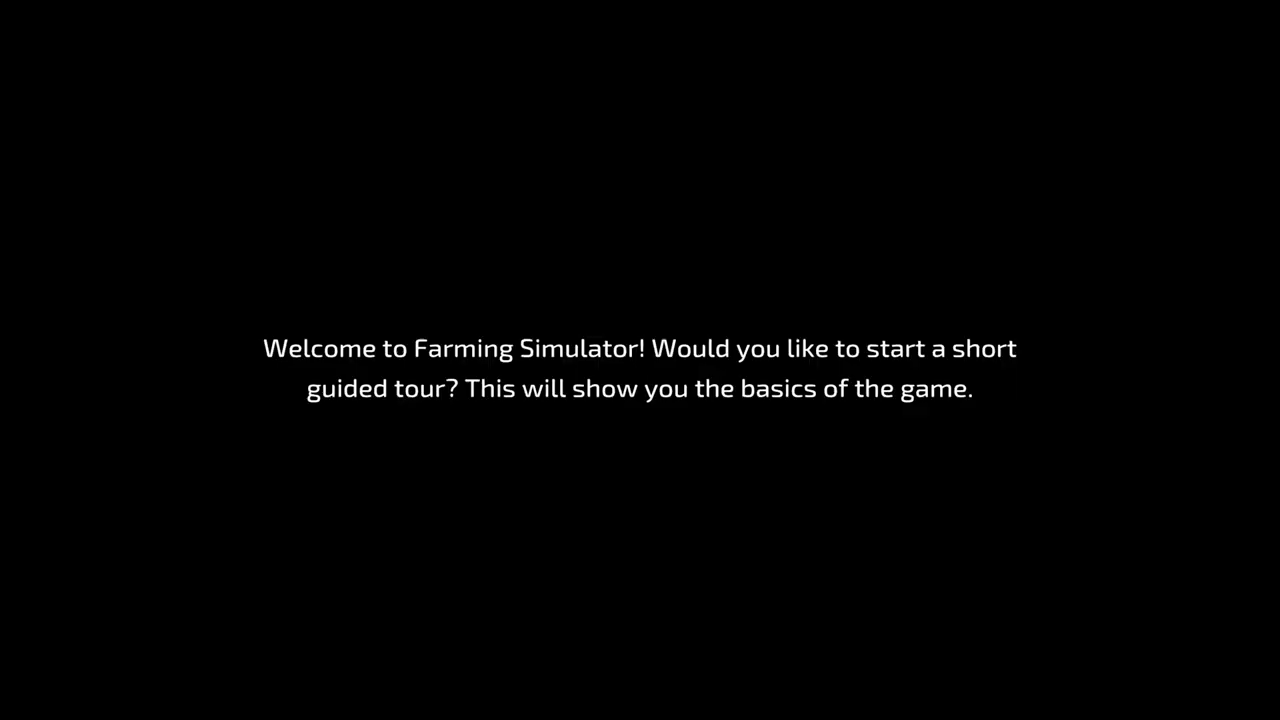 Welcome to Farming Simulator! Would you like to start a short
guided tour? This will show you the basics of the game.